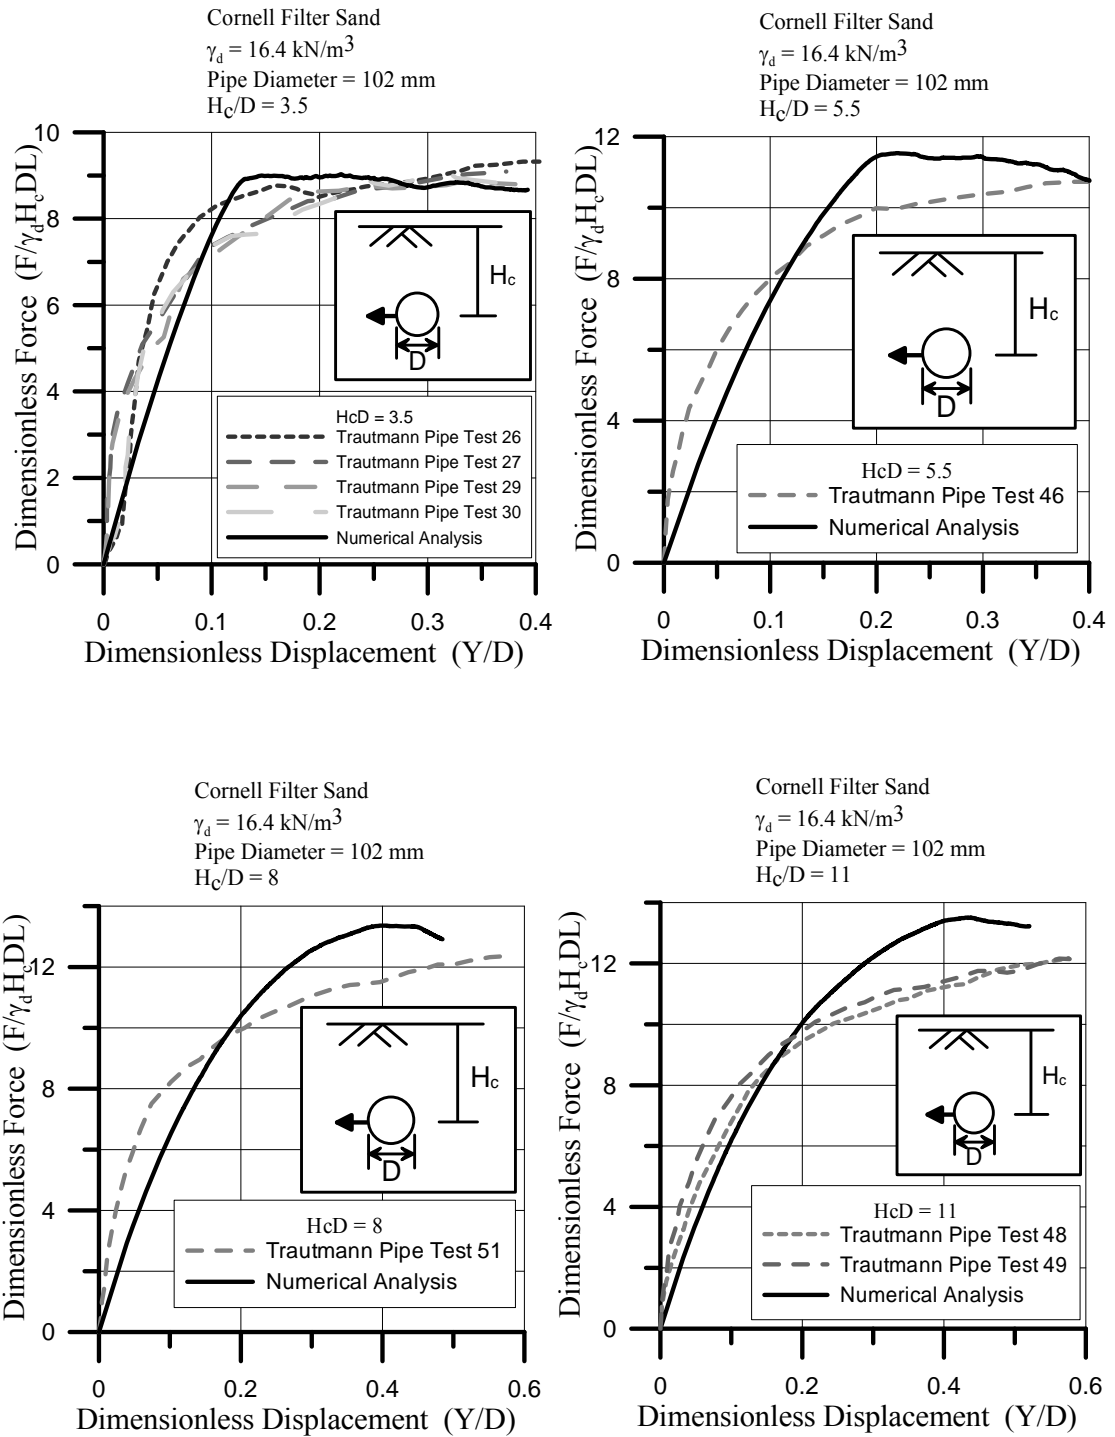 Cornell Filter Sand
γd = 16.4 kN/m3
Pipe Diameter = 102 mm
Hc/D = 3.5
Dimensionless Force (F/γdHcDL)
10
8
6
4
2
0
Hc
D
HcD = 3.5
Trautmann Pipe Test 26
Trautmann Pipe Test 27
Trautmann Pipe Test 29
Trautmann Pipe Test 30
Numerical Analysis
0 0.1 0.2 0.3 0.4
Dimensionless Displacement (Y/D)
Cornell Filter Sand
γd = 16.4 kN/m3
Pipe Diameter = 102 mm
Hc/D = 5.5
Dimensionless Force (F/γdHcDL)
12
8
4
0
Hc
D
HcD = 5.5
Trautmann Pipe Test 46
Numerical Analysis
0 0.1 0.2 0.3 0.4
Dimensionless Displacement (Y/D)
Cornell Filter Sand
γd = 16.4 kN/m3
Pipe Diameter = 102 mm
Hc/D = 8
Dimensionless Force (F/γdHcDL)
12
8
4
0
Hc
D
HcD = 8
Trautmann Pipe Test 51
Numerical Analysis
0 0.2 0.4 0.6
Dimensionless Displacement (Y/D)
Cornell Filter Sand
γd = 16.4 kN/m3
Pipe Diameter = 102 mm
Hc/D = 11
Dimensionless Force (F/γdHcDL)
12
8
4
0
Hc
D
HcD = 11
Trautmann Pipe Test 48
Trautmann Pipe Test 49
Numerical Analysis
0 0.2 0.4 0.6
Dimensionless Displacement (Y/D)